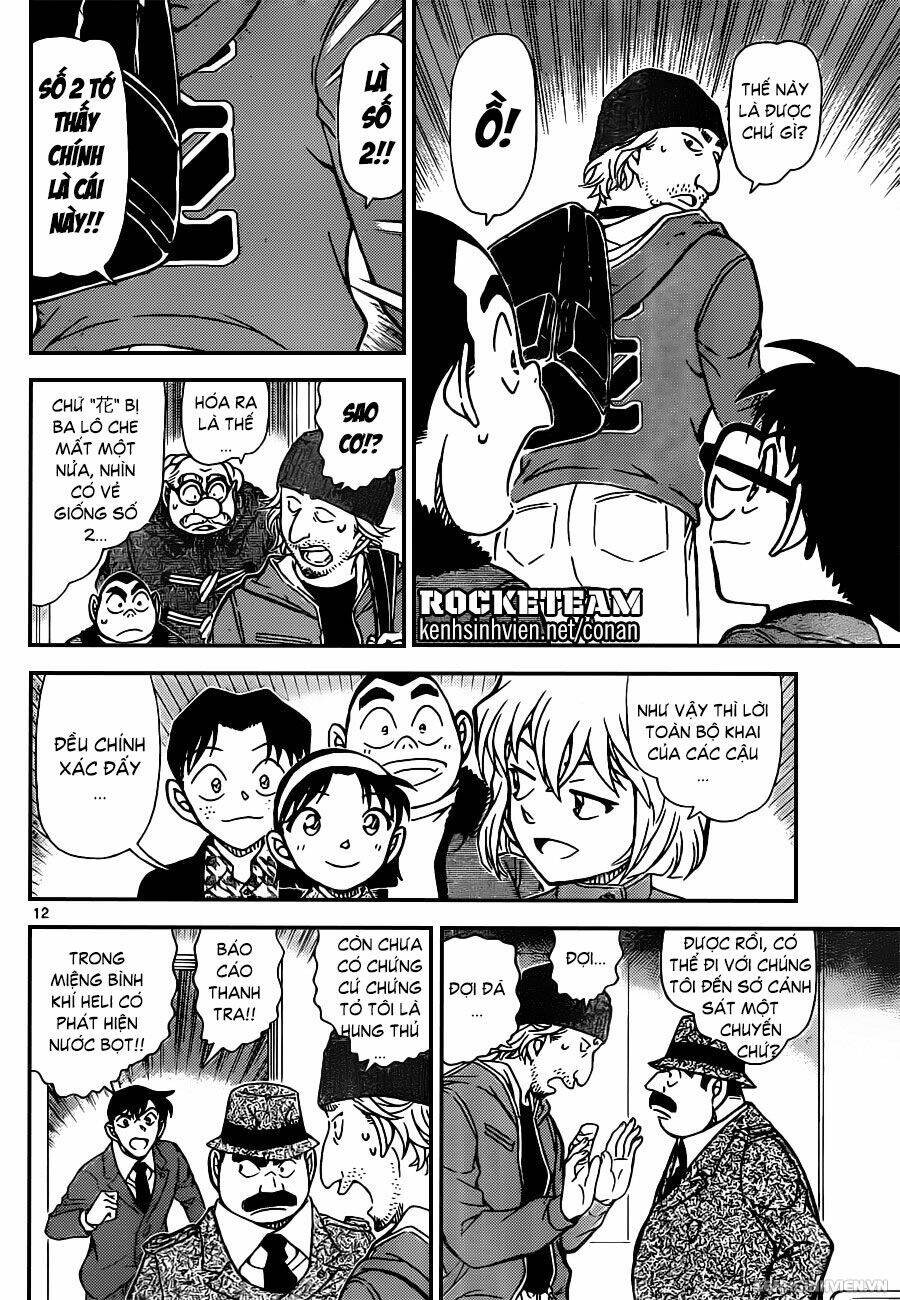 THẾ NÀY
LÀ ĐƯỢC
CHỨ GÌ?
Ồ!
LÀ
SỐ
2!!
SỐ 2 TỚ
THẤY
CHÍNH
LÀ CÁI
NÀY!!
SAO
CƠ!?
HÓA RA
LÀ THẾ
...
CHỮ "花" BỊ
BA LÔ CHE
MẤT MỘT
NỬA, NHÌN
CÓ VẺ
GIỐNG SỐ
2...
ROCKETEAM
kenhsinhvien.net/conan
NHƯ VẬY THÌ LỜI
TOÀN BỘ KHAI
CỦA CÁC CẬU
...
ĐỀU CHÍNH
XÁC ĐẤY
...
12
ĐƯỢC RỒI, CÓ
THỂ ĐI VỚI CHÚNG
TÔI ĐẾN SỞ CẢNH
SÁT MỘT
CHUYẾN
CHỨ?
ĐỢI...
ĐỢI ĐÃ
...
CÒN CHƯA
CÓ CHỨNG
CỨ CHỨNG
TỎ TÔI LÀ
HUNG THỦ
...
BÁO
CÁO
THANH
TRA!!
TRONG
MIỆNG BÌNH
KHÍ HELI CÓ
PHÁT HIỆN
NƯỚC BỌT!!